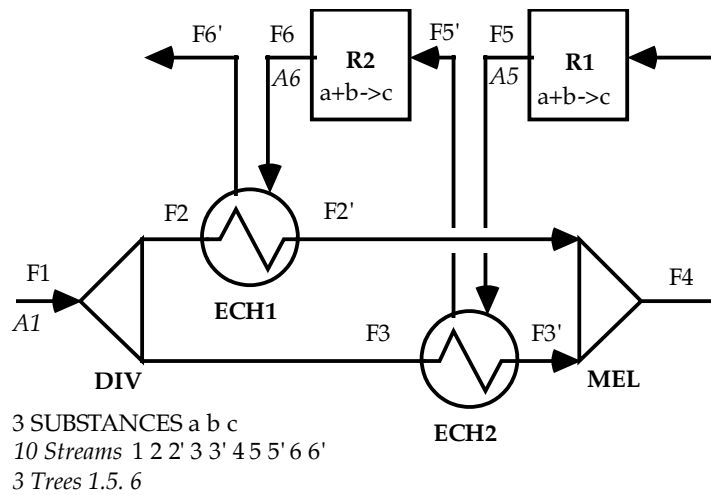 F6'
F6
R2
F5'
F5
R1
A6
a+b->c
A5
a+b->c
F2
F2'
F1
F4
ECH1
A1
F3
F3'
DIV
MEL
3 SUBSTANCES a b c
ECH2
10 Streams 1 2 2' 3 3' 4 5 5' 6 6'
3 Trees 1.5. 6